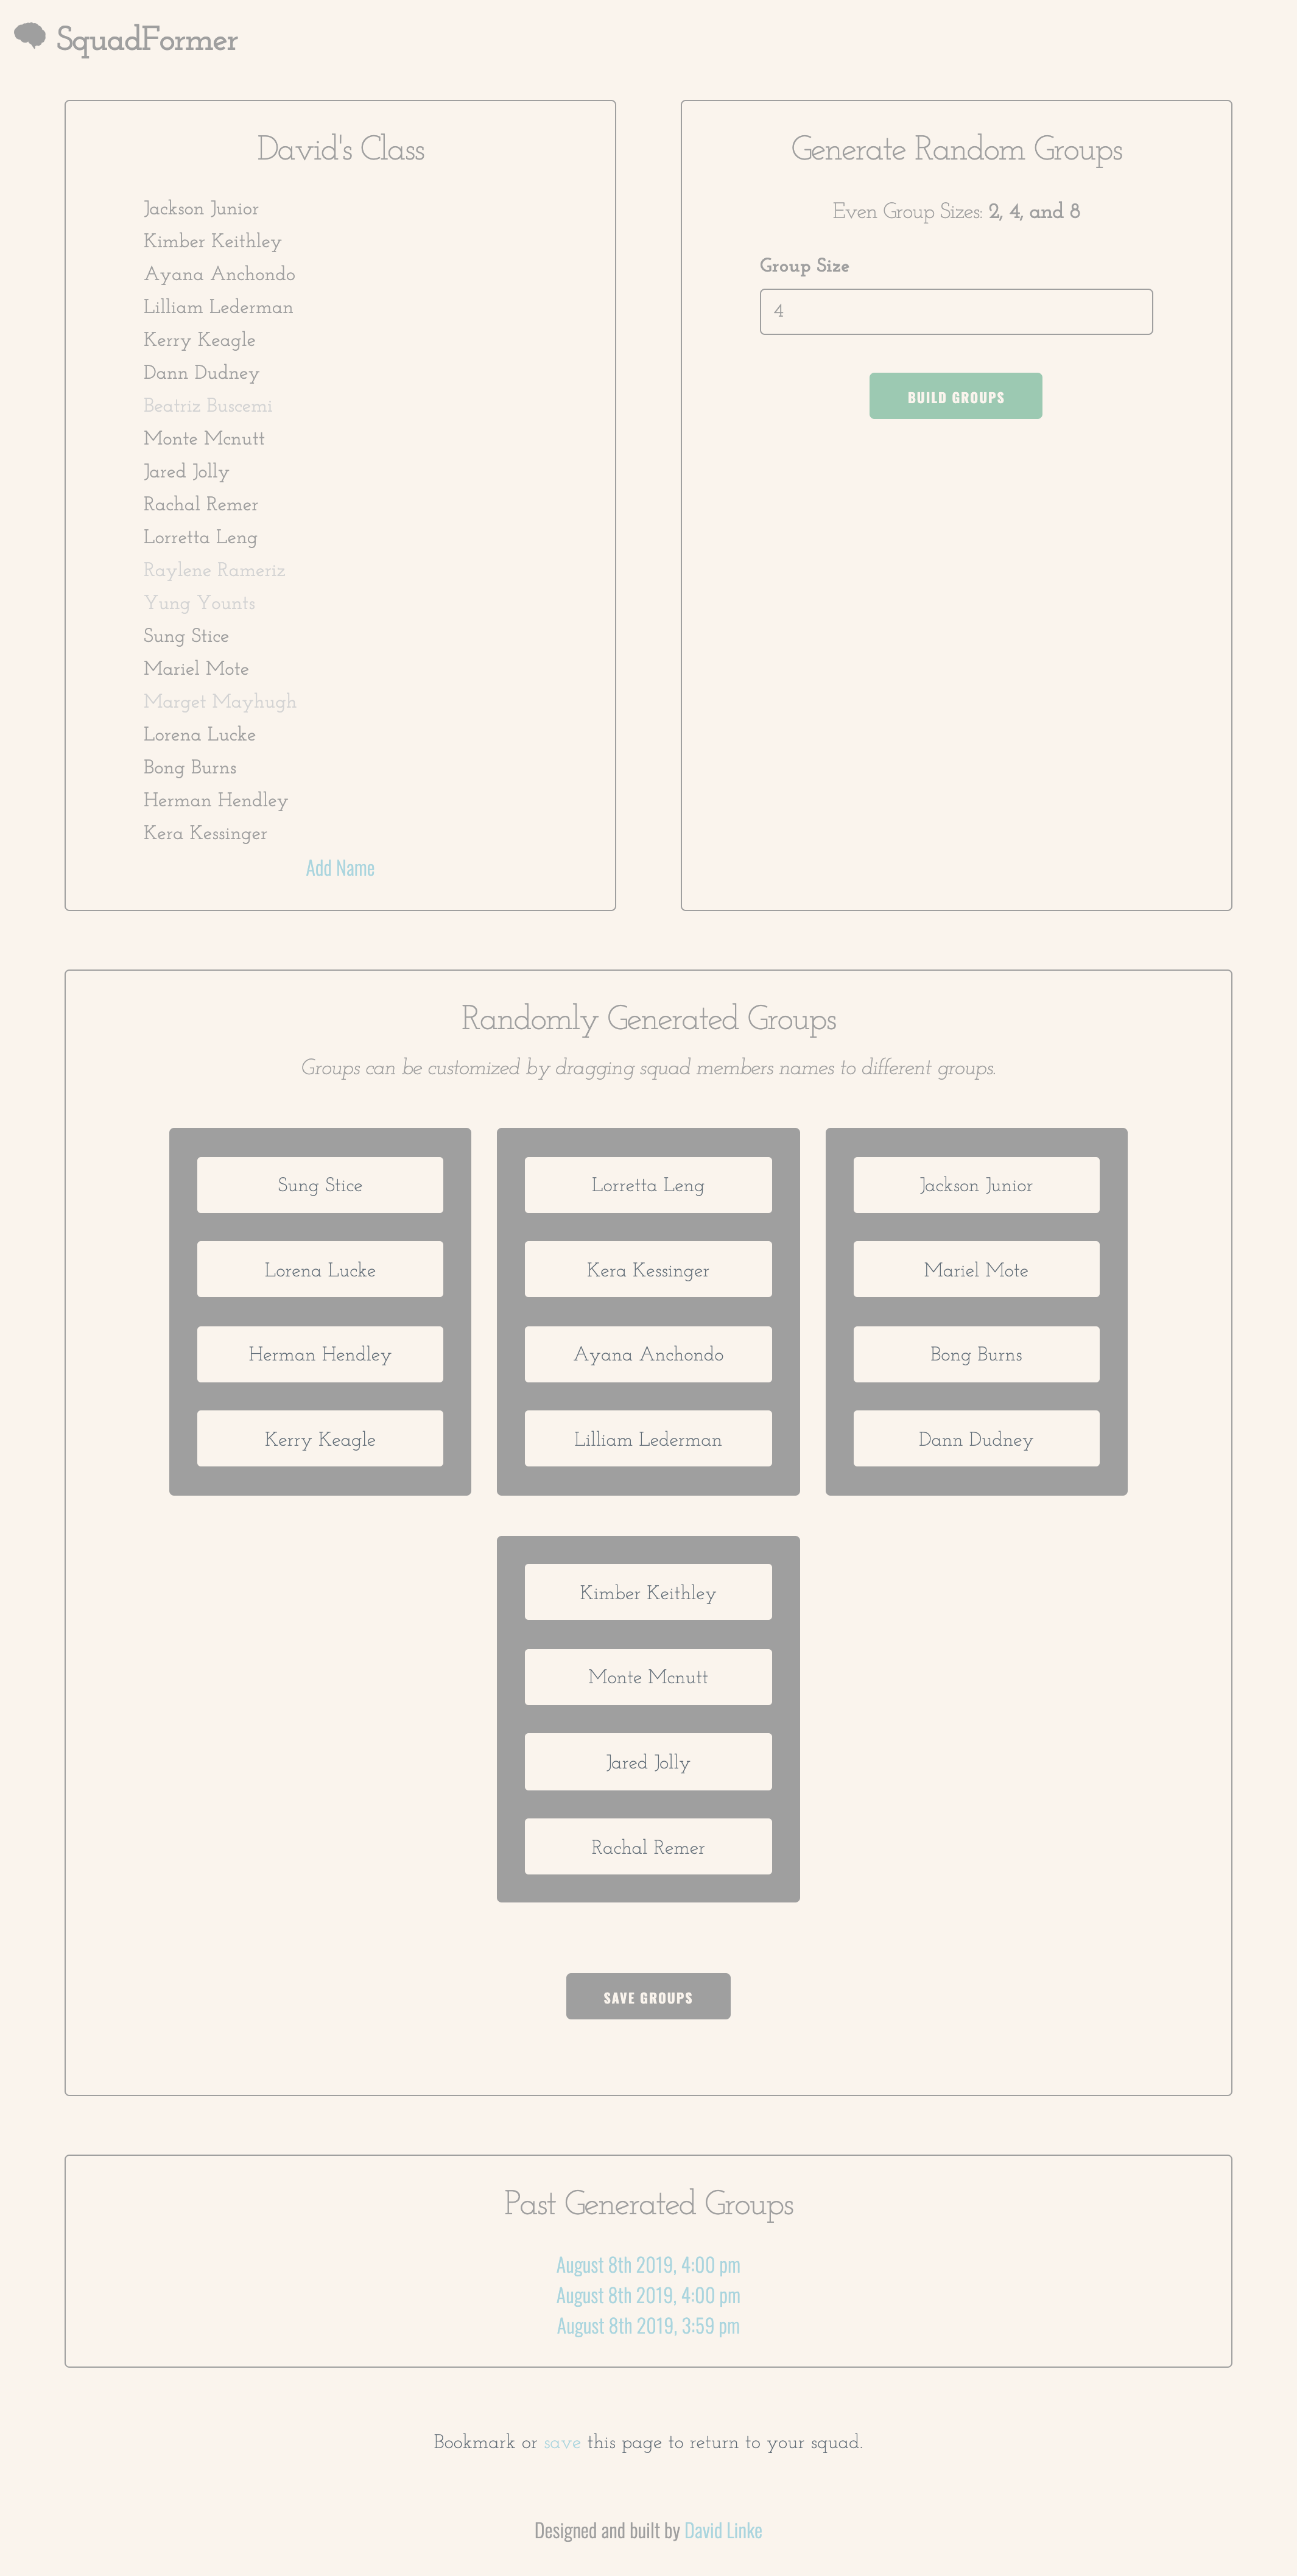 SquadFormer
David's Class
Jackson Junior
Kimber Keithley
Ayana Anchondo
Lilliam Lederman
Kerry Keagle
Dann Dudney
Beatriz Buscemi
Monte Mcnutt
Jared Jolly
Rachal Remer
Lorretta Leng
Raylene Rameriz
Yung Younts
Sung Stice
Mariel Mote
Marget Mayhugh
Lorena Lucke
Bong Burns
Herman Hendley
Kera Kessinger
Add Name
Generate Random Groups
Even Group Sizes: 2, 4, and 8
Group Size
4
BUILD GROUPS
Randomly Generated Groups
Groups can be customized by dragging squad members names to different groups.
Sung Stice
Lorena Lucke
Herman Hendley
Kerry Keagle
Lorretta Leng
Kera Kessinger
Ayana Anchondo
Lilliam Lederman
Jackson Junior
Mariel Mote
Bong Burns
Dann Dudney
Kimber Keithley
Monte Mcnutt
Jared Jolly
Rachal Remer
SAVE GROUPS
Past Generated Groups
August 8th 2019, 4:00 pm
August 8th 2019, 4:00 pm
August 8th 2019, 3:59 pm
Bookmark or save this page to return to your squad.
Designed and built by David Linke